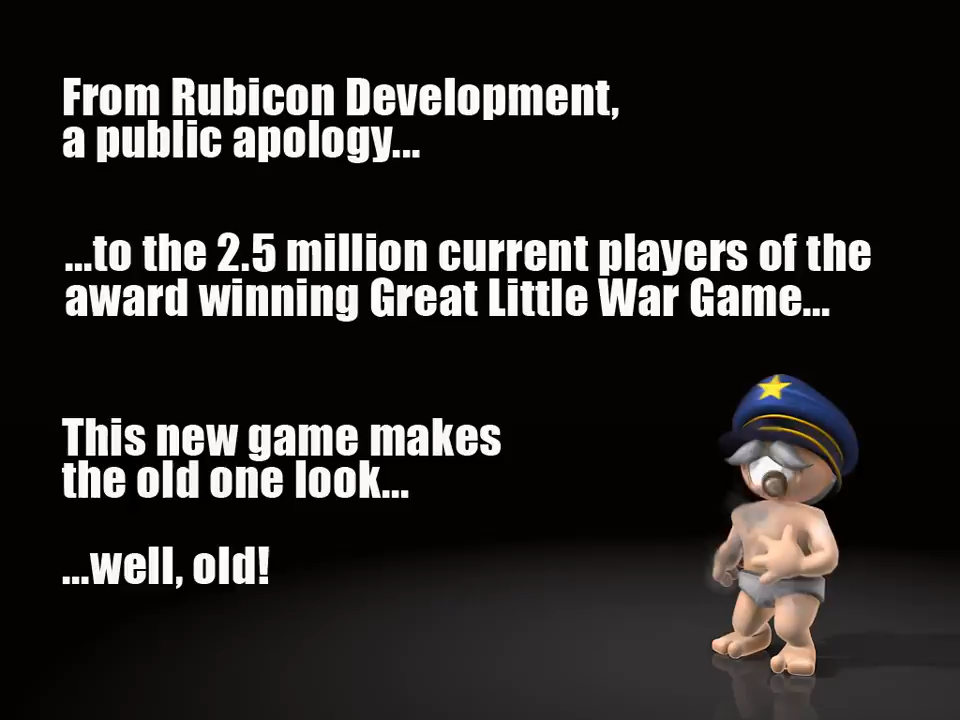 From Rubicon Development,
a public apology...
...to the 2.5 million current players of the
award winning Great Little War Game...
This new game makes
the old one look...
...well, old!